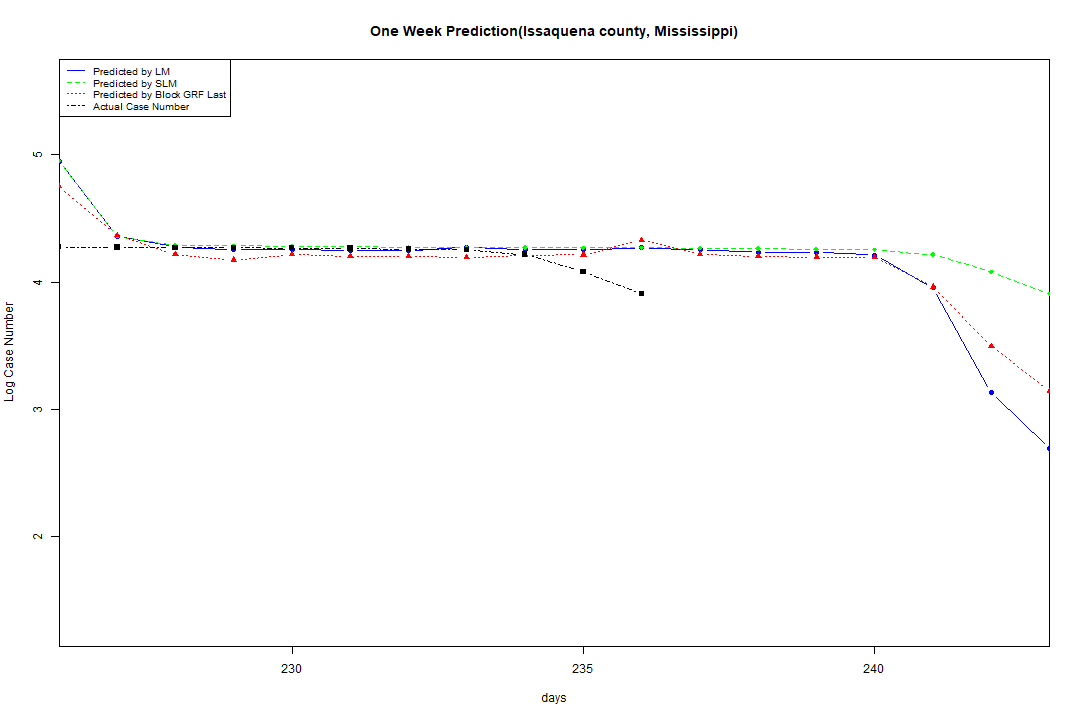 One Week Prediction(Issaquena county, Mississippi)
Predicted by LM
Predicted by SLM
Predicted by Block GRF Last
Actual Case Number
5
4
3
2
Log Case Number
230
235
240
days